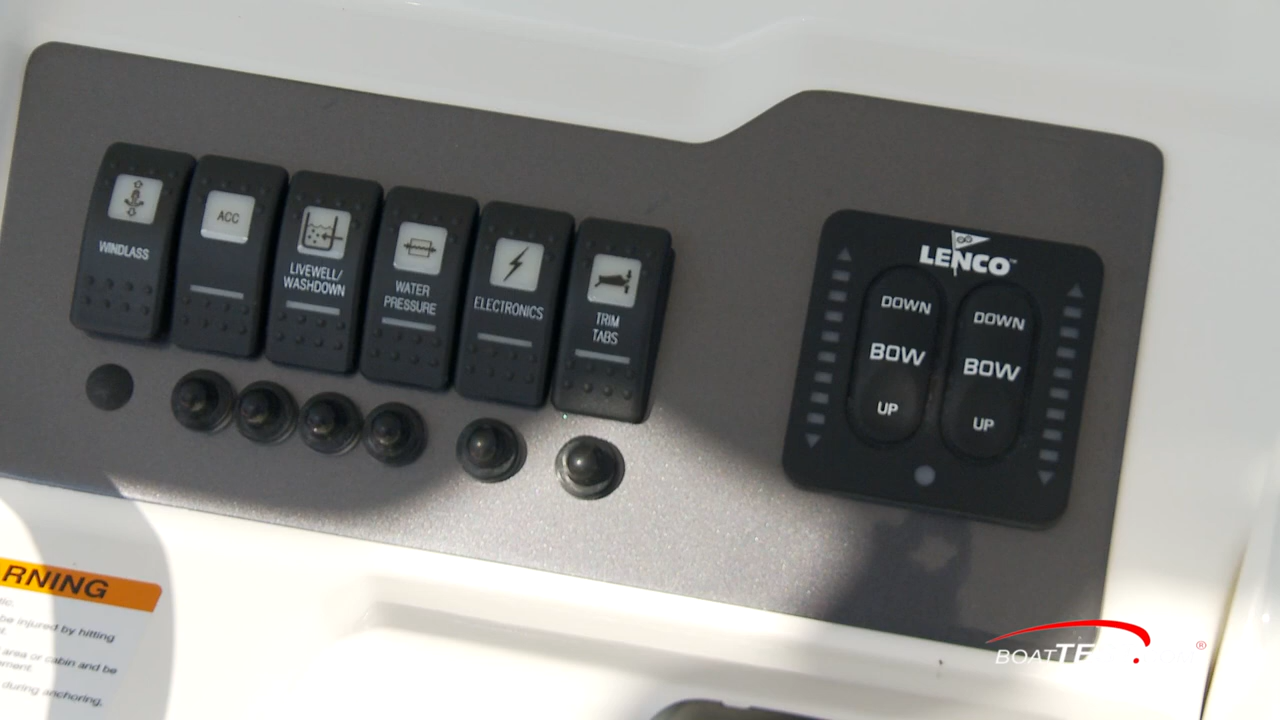 WINDLASS
ACC
LIVEWELL/
WASHDOWN
WATER
PRESSURE
ELECTRONICS
TRIM
TABS
LENCO™
DOWN
BOW
UP
DOWN
BOW
UP
RNING
be injured by hitting
area or cabin and be
during anchoring,
BOAT